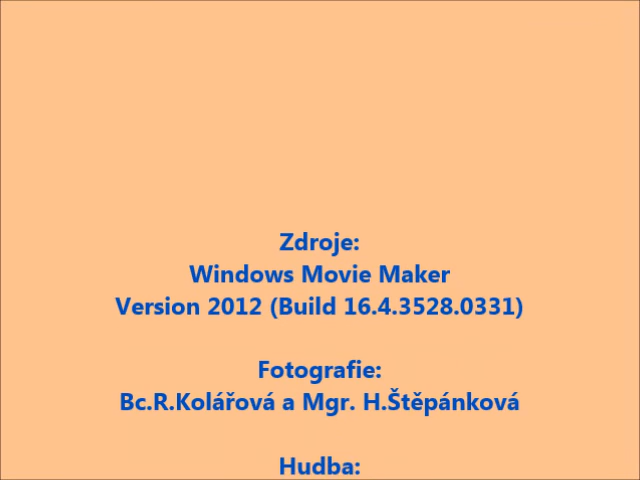 Zdroje:
Windows Movie Maker
Version 2012 (Build 16.4.3528.0331)
Fotografie:
Bc.R.Kolářová a Mgr. H.Štěpánková
Hudba: